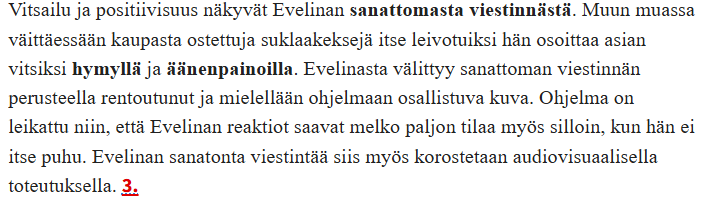 Vitsailu ja positiivisuus näkyvät Evelinan sanattomasta viestinnästä. Muun muassa
väittäessään kaupasta ostettuja suklaakeksejä itse leivotuiksi hän osoittaa asian
vitsiksi hymyllä ja äänenpainoilla. Evelinasta välittyy sanattoman viestinnän
perusteella rentoutunut ja mielellään ohjelmaan osallistuva kuva. Ohjelma on
leikattu niin, että Evelinan reaktiot saavat melko paljon tilaa myös silloin, kun hän ei
itse puhu. Evelinan sanatonta viestintää siis myös korostetaan audiovisuaalisella
toteutuksella. 3.